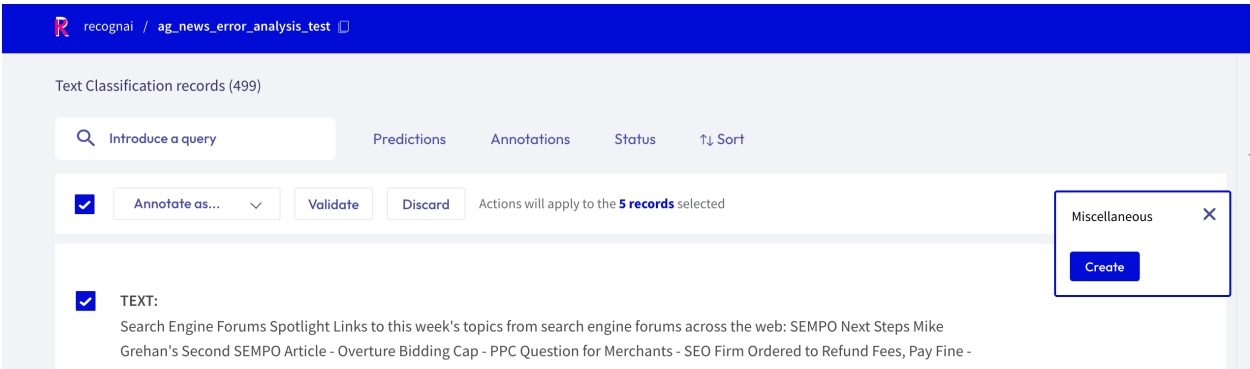 R recognai / ag_news_error_analysis_test
Text Classification records (499)
Introduce a query Predictions Annotations Status ↑↓ Sort
Annotate as... Validate Discard Actions will apply to the 5 records selected
Miscellaneous
Create
TEXT:
Search Engine Forums Spotlight Links to this week's topics from search engine forums across the web: SEMPO Next Steps Mike
Grehan's Second SEMPO Article - Overture Bidding Cap - PPC Question for Merchants - SEO Firm Ordered to Refund Fees, Pay Fine -